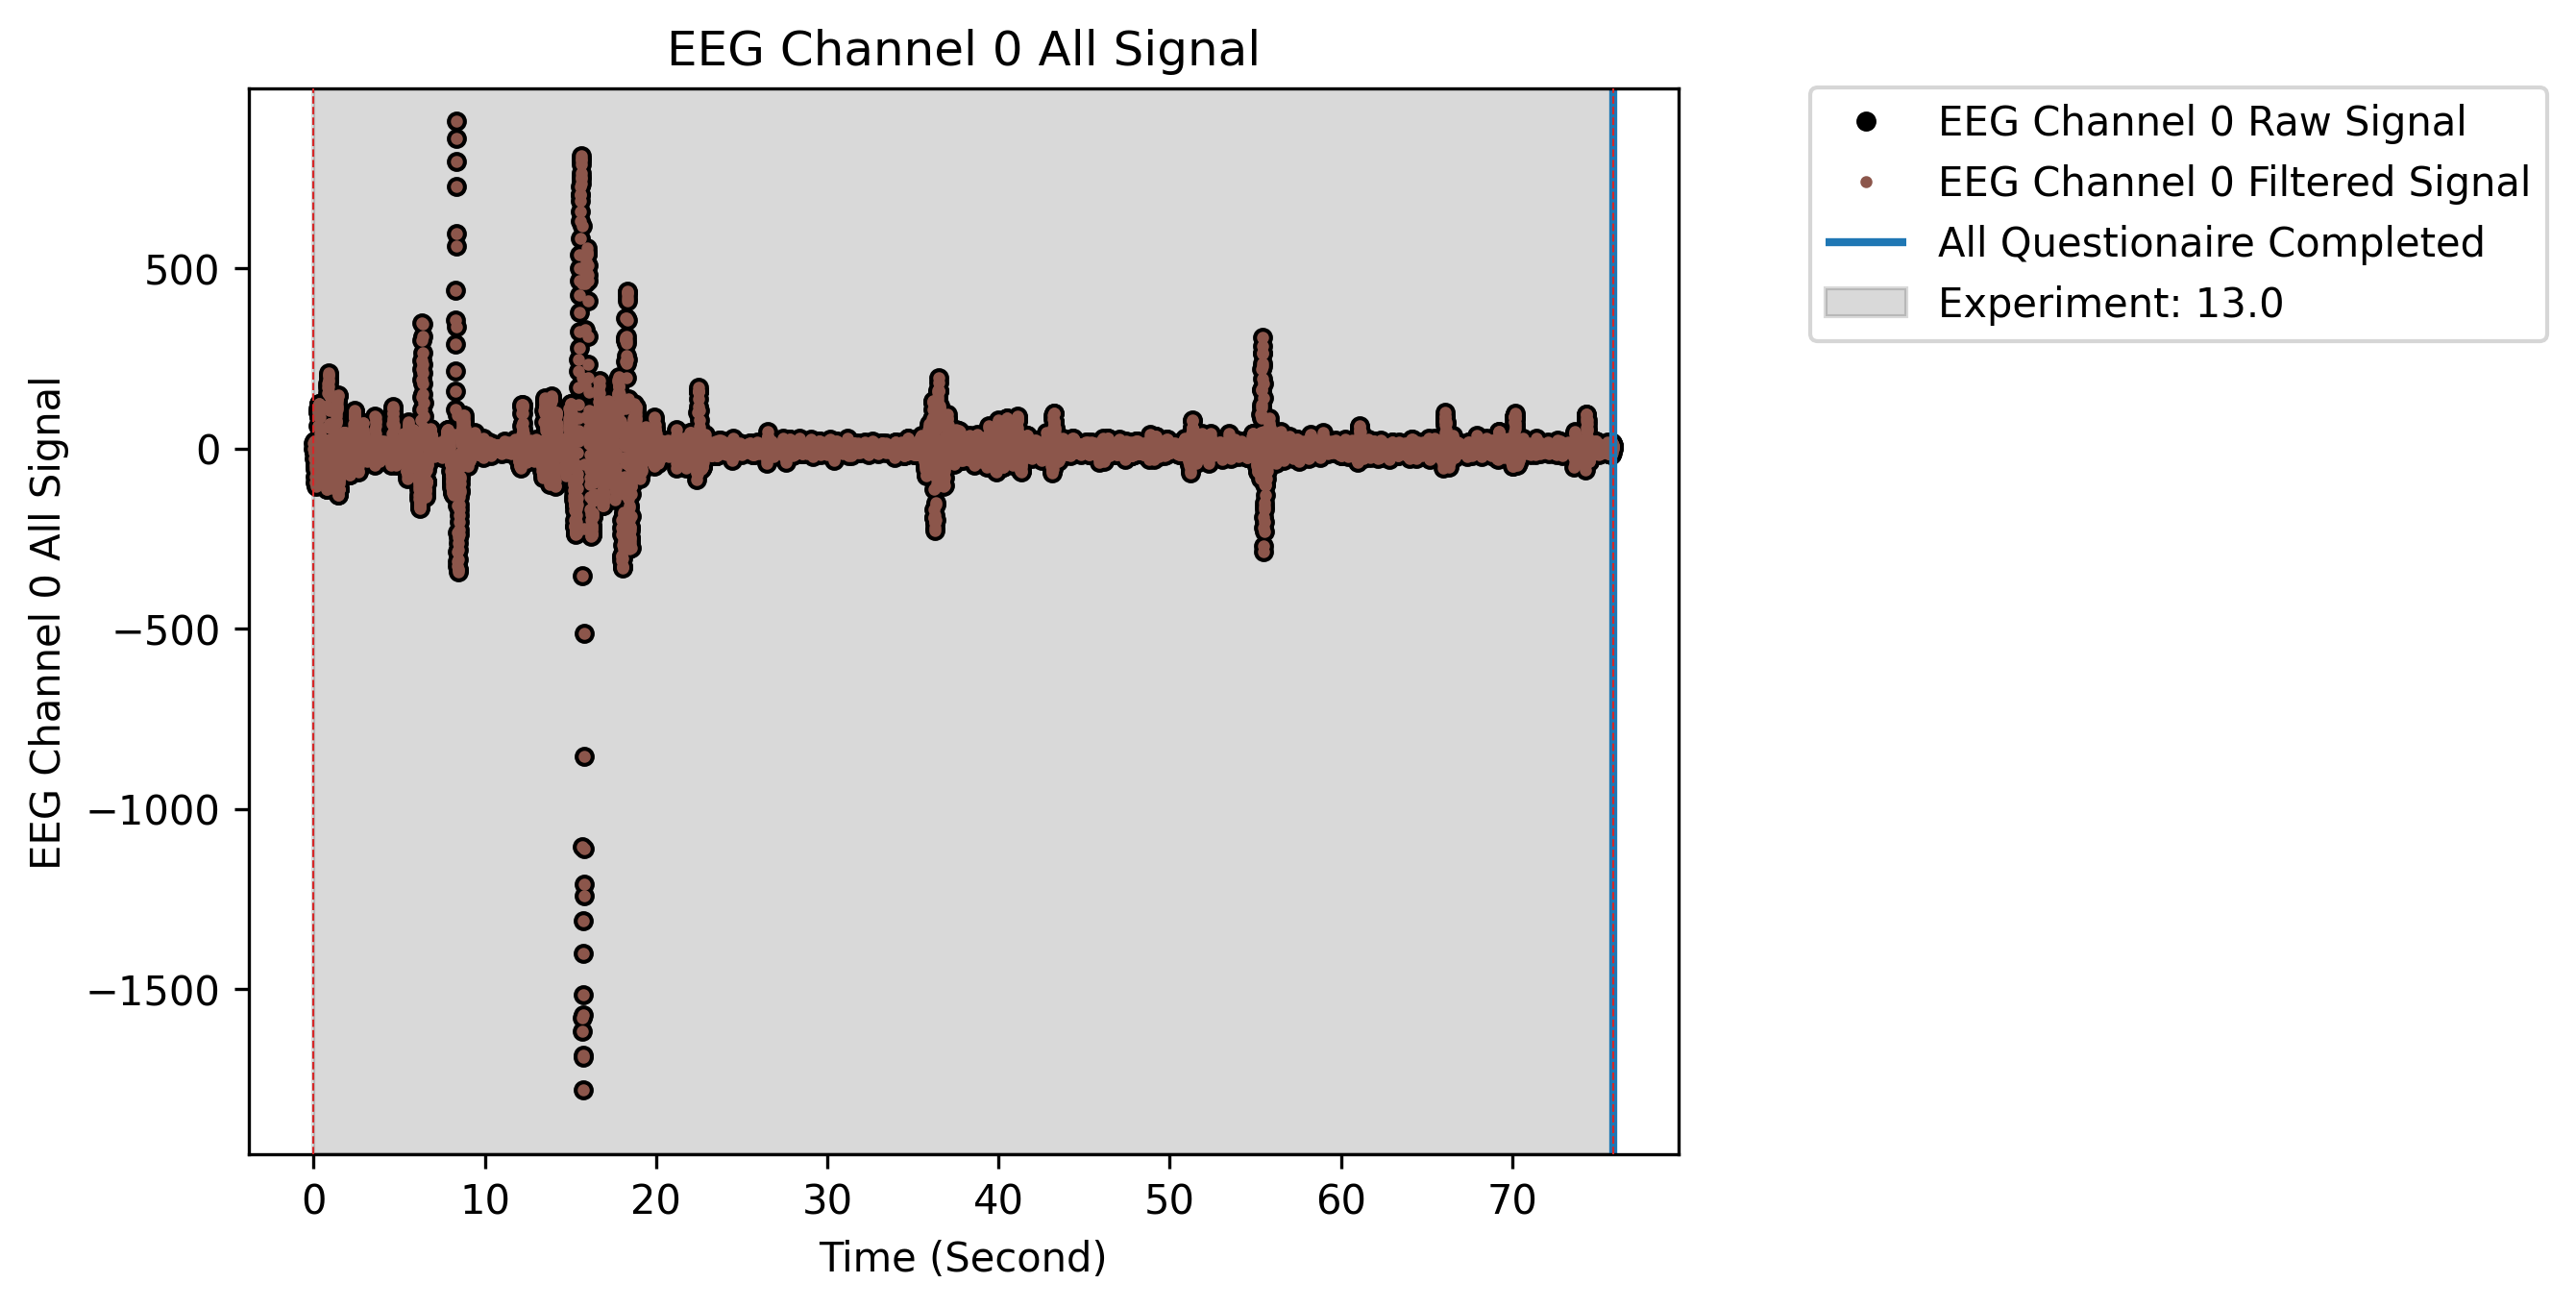 EEG Channel 0 All Signal
EEG Channel 0 Raw Signal
EEG Channel 0 Filtered Signal
All Questionaire Completed
Experiment: 13.0
EEG Channel 0 All Signal
500
0
−500
−1000
−1500
0 10 20 30 40 50 60 70
Time (Second)